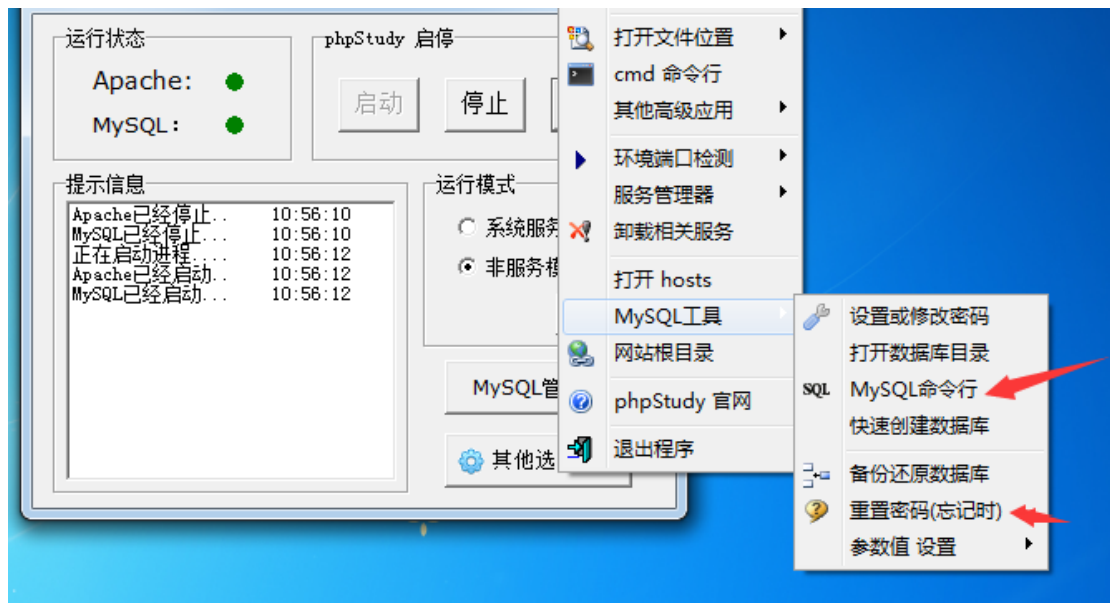 运行状态
Apache:
MySQL:
phpStudy 启停
启动
停止
提示信息
Apache已经停止.. 10:56:10
MySQL已经停止... 10:56:10
正在启动进程.... 10:56:12
Apache已经启动.. 10:56:12
MySQL已经启动... 10:56:12
运行模式
系统服务
非服务模
MySQL管
其他选
打开文件位置
cmd 命令行
其他高级应用
环境端口检测
服务管理器
卸载相关服务
打开 hosts
MySQL工具
网站根目录
phpStudy 官网
退出程序
设置或修改密码
打开数据库目录
SQL MySQL命令行
快速创建数据库
备份还原数据库
重置密码(忘记时)
参数值 设置